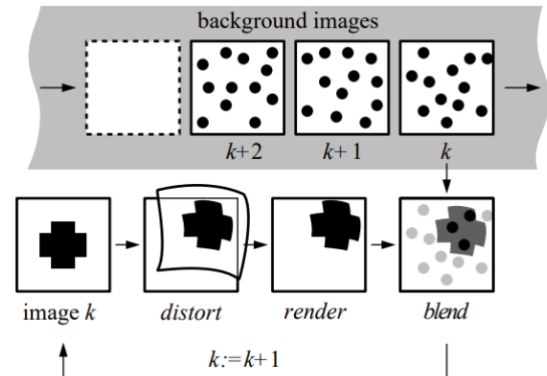 background images
k+2
k+1
k
image k
distort
render
blend
k:=k+1